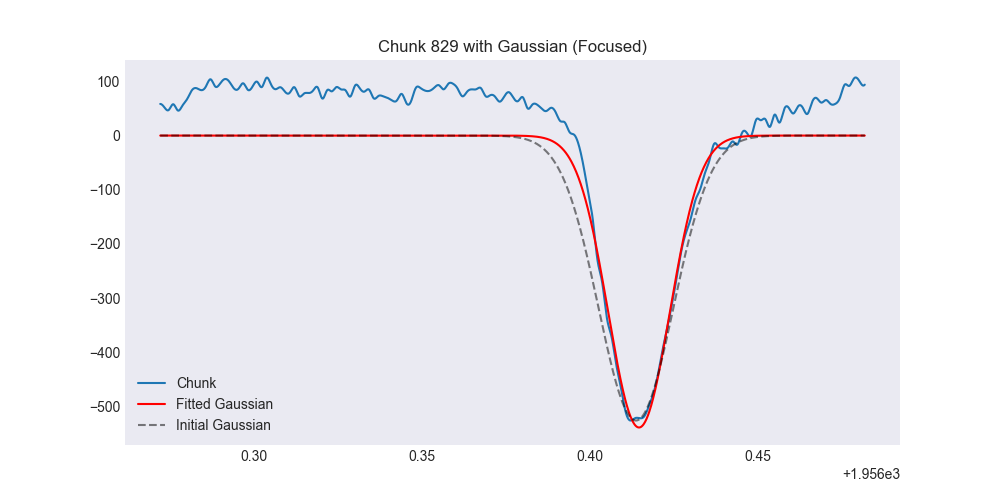 Chunk 829 with Gaussian (Focused)
100
0
−100
−200
−300
−400
−500
Chunk
Fitted Gaussian
Initial Gaussian
0.30 0.35 0.40 0.45
+1.956e3